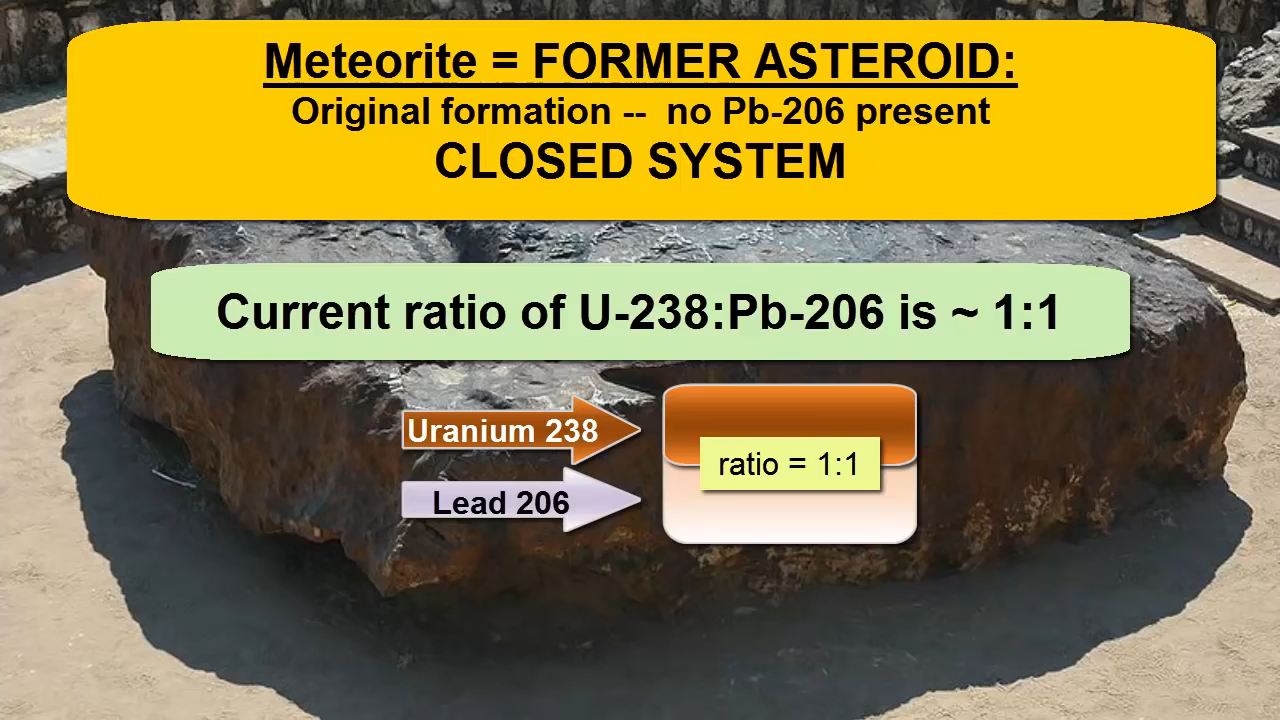 Meteorite = FORMER ASTEROID:
Original formation -- no Pb-206 present
CLOSED SYSTEM
Current ratio of U-238:Pb-206 is ~ 1:1
Uranium 238
ratio = 1:1
Lead 206